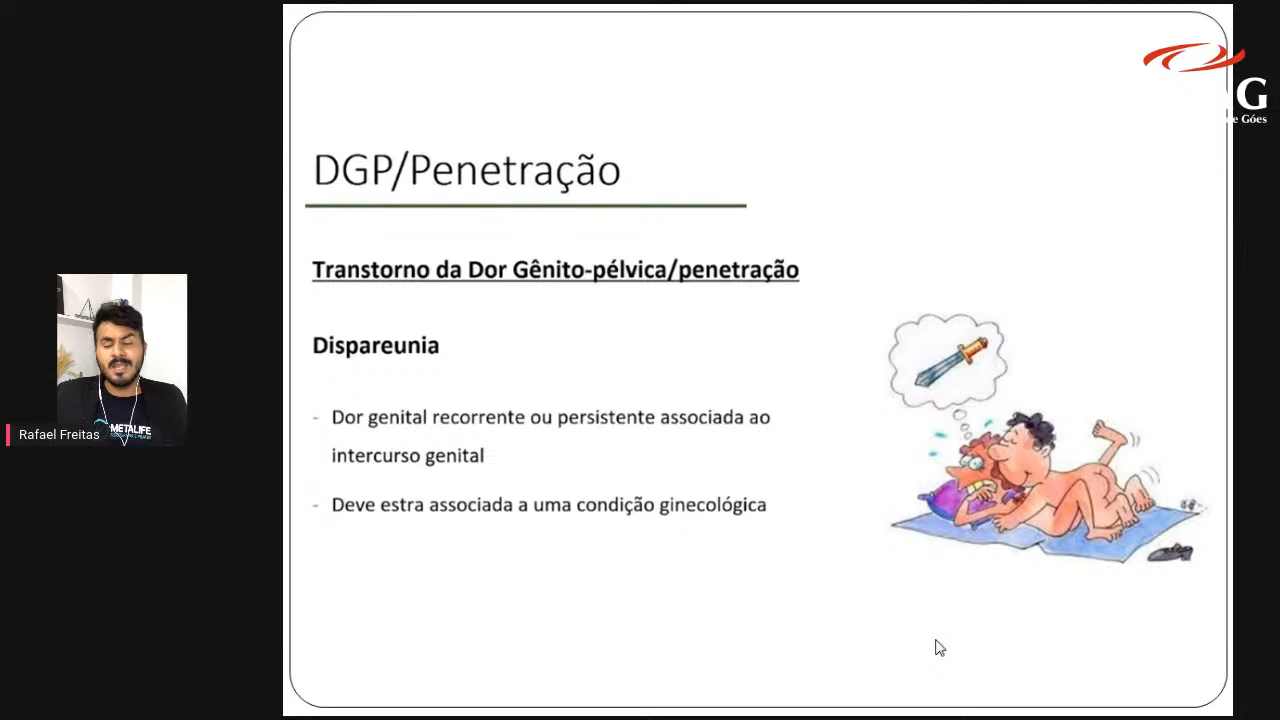 DGP/Penetração
Transtorno da Dor Gênito-pélvica/penetração
Dispareunia
- Dor genital recorrente ou persistente associada ao
intercurso genital
- Deve estra associada a uma condição ginecológica
Rafael Freitas
METALIFE
G
de Góes